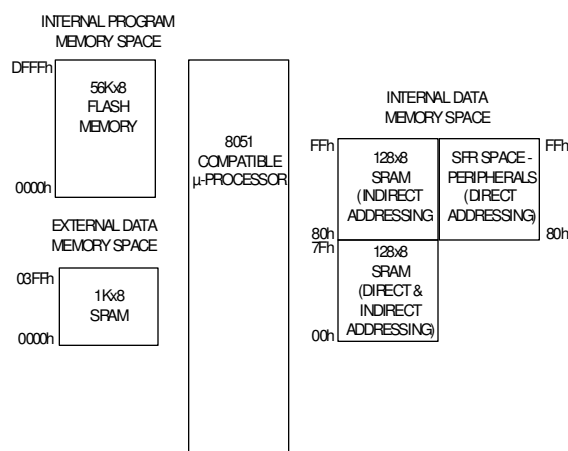 INTERNAL PROGRAM
MEMORY SPACE
DFFFh
56Kx8
FLASH
MEMORY
0000h
EXTERNAL DATA
MEMORY SPACE
03FFh
1Kx8
SRAM
0000h
8051
COMPATIBLE
µ-PROCESSOR
INTERNAL DATA
MEMORY SPACE
FFh
128x8
SRAM
(INDIRECT
ADDRESSING
80h
SFR SPACE -
PERIPHERALS
(DIRECT
ADDRESSING)
FFh
80h
7Fh
128x8
SRAM
(DIRECT &
INDIRECT
ADDRESSING)
00h